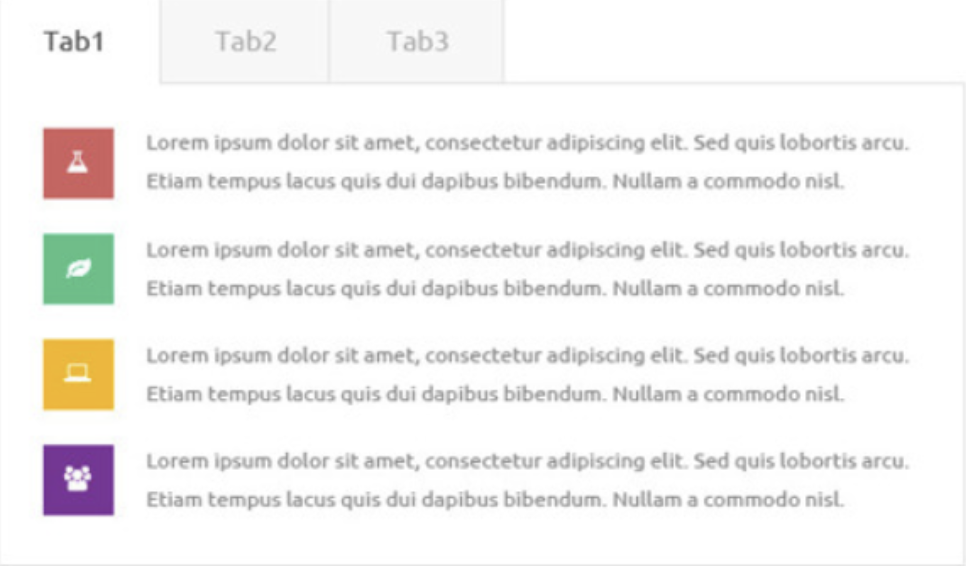 Tab1 Tab2 Tab3
Lorem ipsum dolor sit amet, consectetur adipiscing elit. Sed quis lobortis arcu.
Etiam tempus lacus quis dui dapibus bibendum. Nullam a commodo nisl.
Lorem ipsum dolor sit amet, consectetur adipiscing elit. Sed quis lobortis arcu.
Etiam tempus lacus quis dui dapibus bibendum. Nullam a commodo nisl.
Lorem ipsum dolor sit amet, consectetur adipiscing elit. Sed quis lobortis arcu.
Etiam tempus lacus quis dui dapibus bibendum. Nullam a commodo nisl.
Lorem ipsum dolor sit amet, consectetur adipiscing elit. Sed quis lobortis arcu.
Etiam tempus lacus quis dui dapibus bibendum. Nullam a commodo nisl.